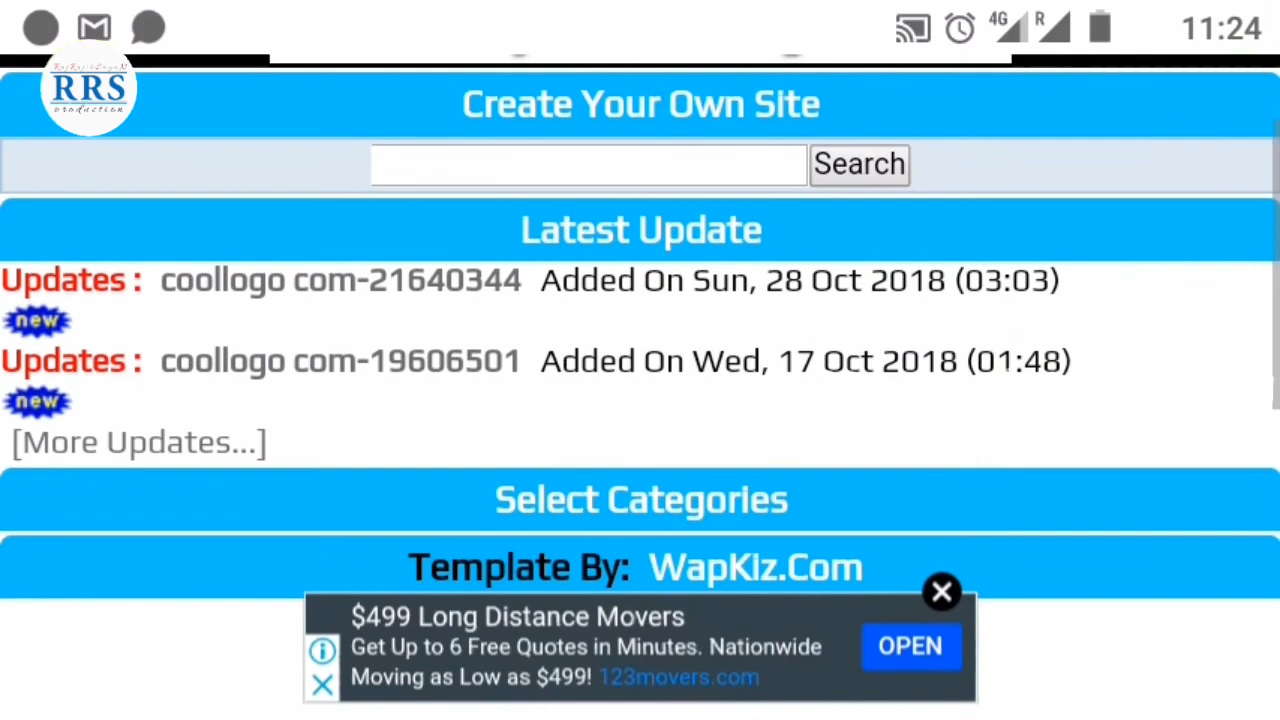 4G R 11:24
RRS
production
Create Your Own Site
Search
Latest Update
Updates : coollogo com-21640344 Added On Sun, 28 Oct 2018 (03:03)
new
Updates : coollogo com-19606501 Added On Wed, 17 Oct 2018 (01:48)
new
[More Updates...]
Select Categories
Template By: WapKIz.Com
$499 Long Distance Movers
Get Up to 6 Free Quotes in Minutes. Nationwide
Moving as Low as $499! 123movers.com
OPEN